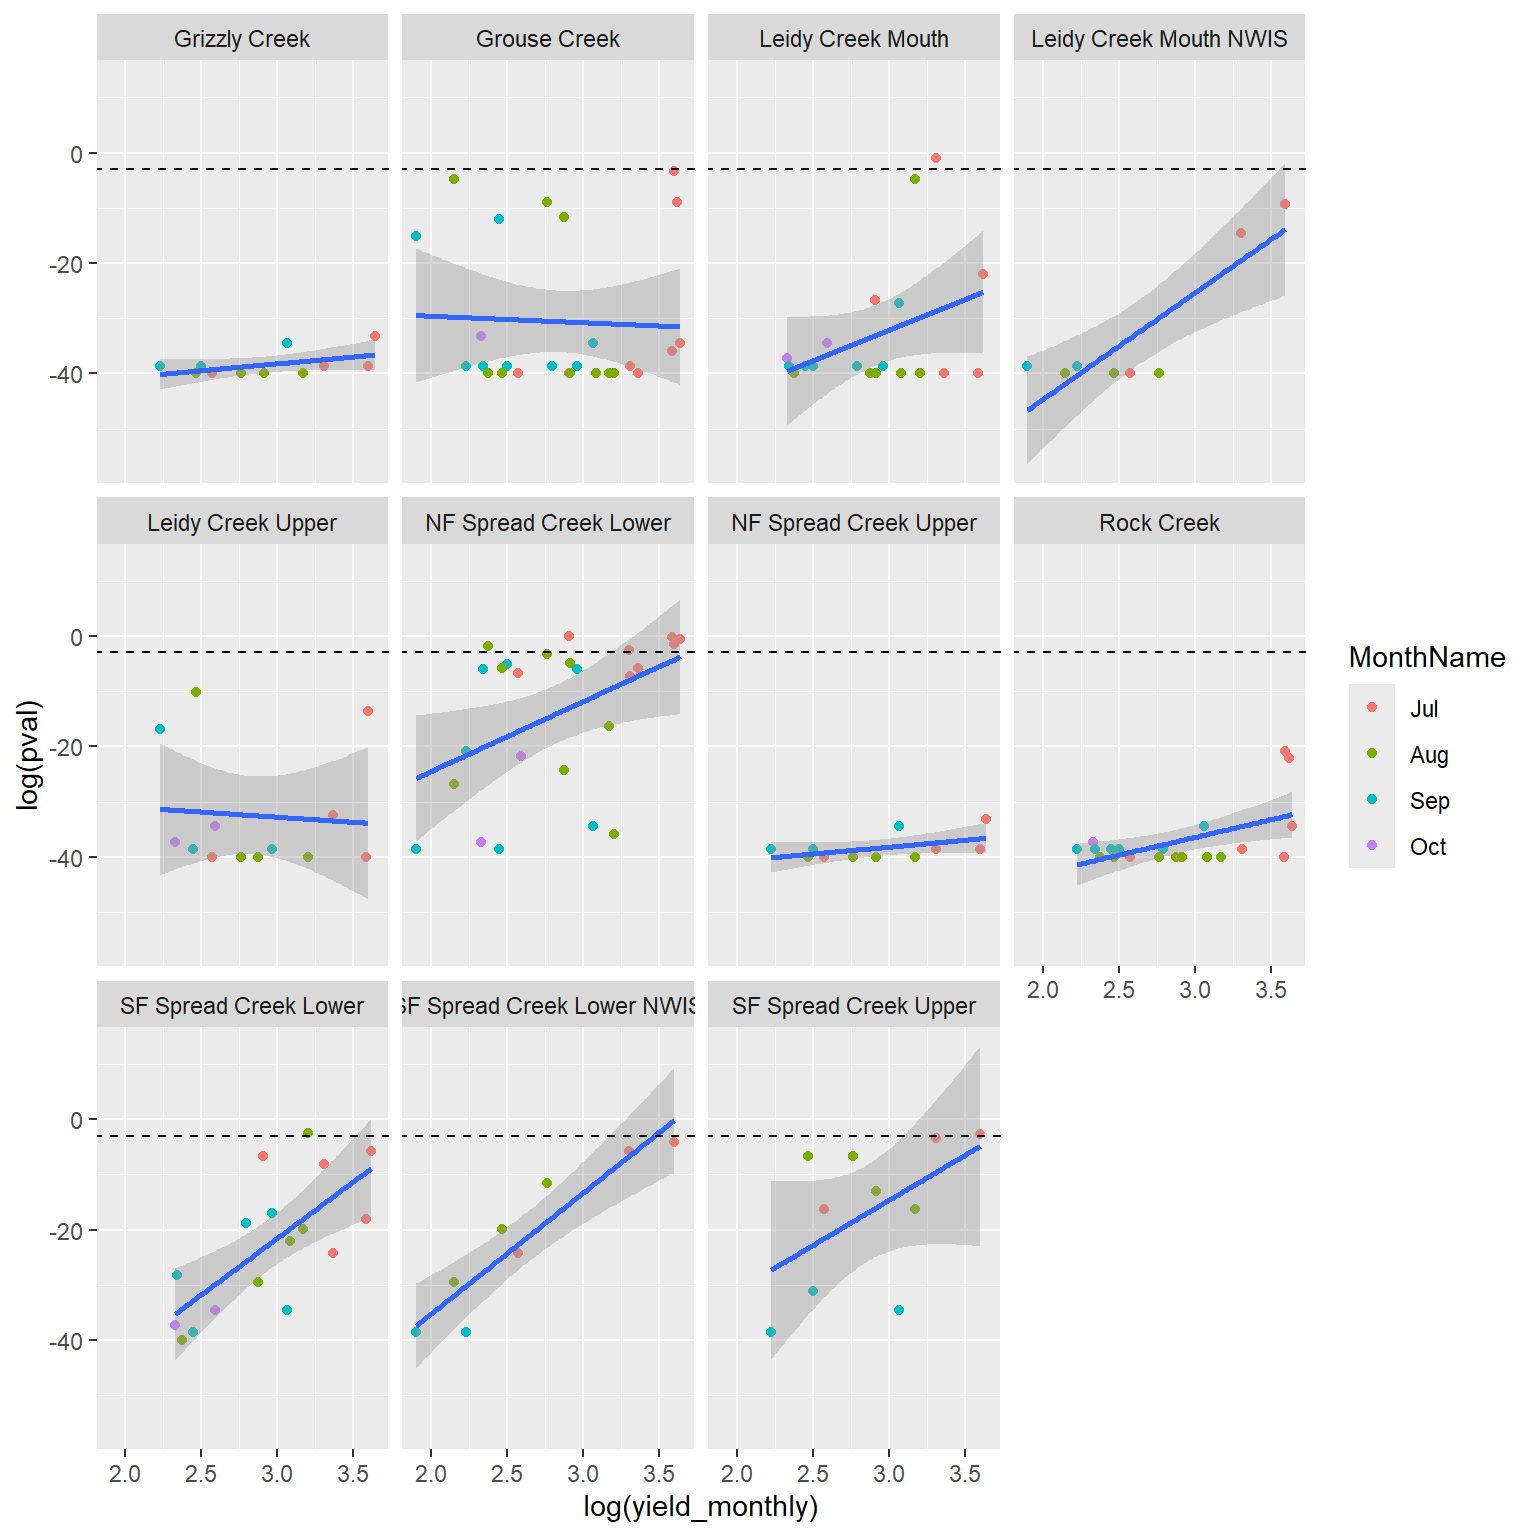 Grizzly Creek
Grouse Creek
Leidy Creek Mouth
Leidy Creek Mouth NWIS
0
-20
-40
Leidy Creek Upper
NF Spread Creek Lower
NF Spread Creek Upper
Rock Creek
0
-20
-40
2.0 2.5 3.0 3.5
SF Spread Creek Lower
SF Spread Creek Lower NWIS
SF Spread Creek Upper
0
-20
-40
2.0 2.5 3.0 3.5
2.0 2.5 3.0 3.5
2.0 2.5 3.0 3.5
log(yield_monthly)
log(pval)
MonthName
Jul
Aug
Sep
Oct